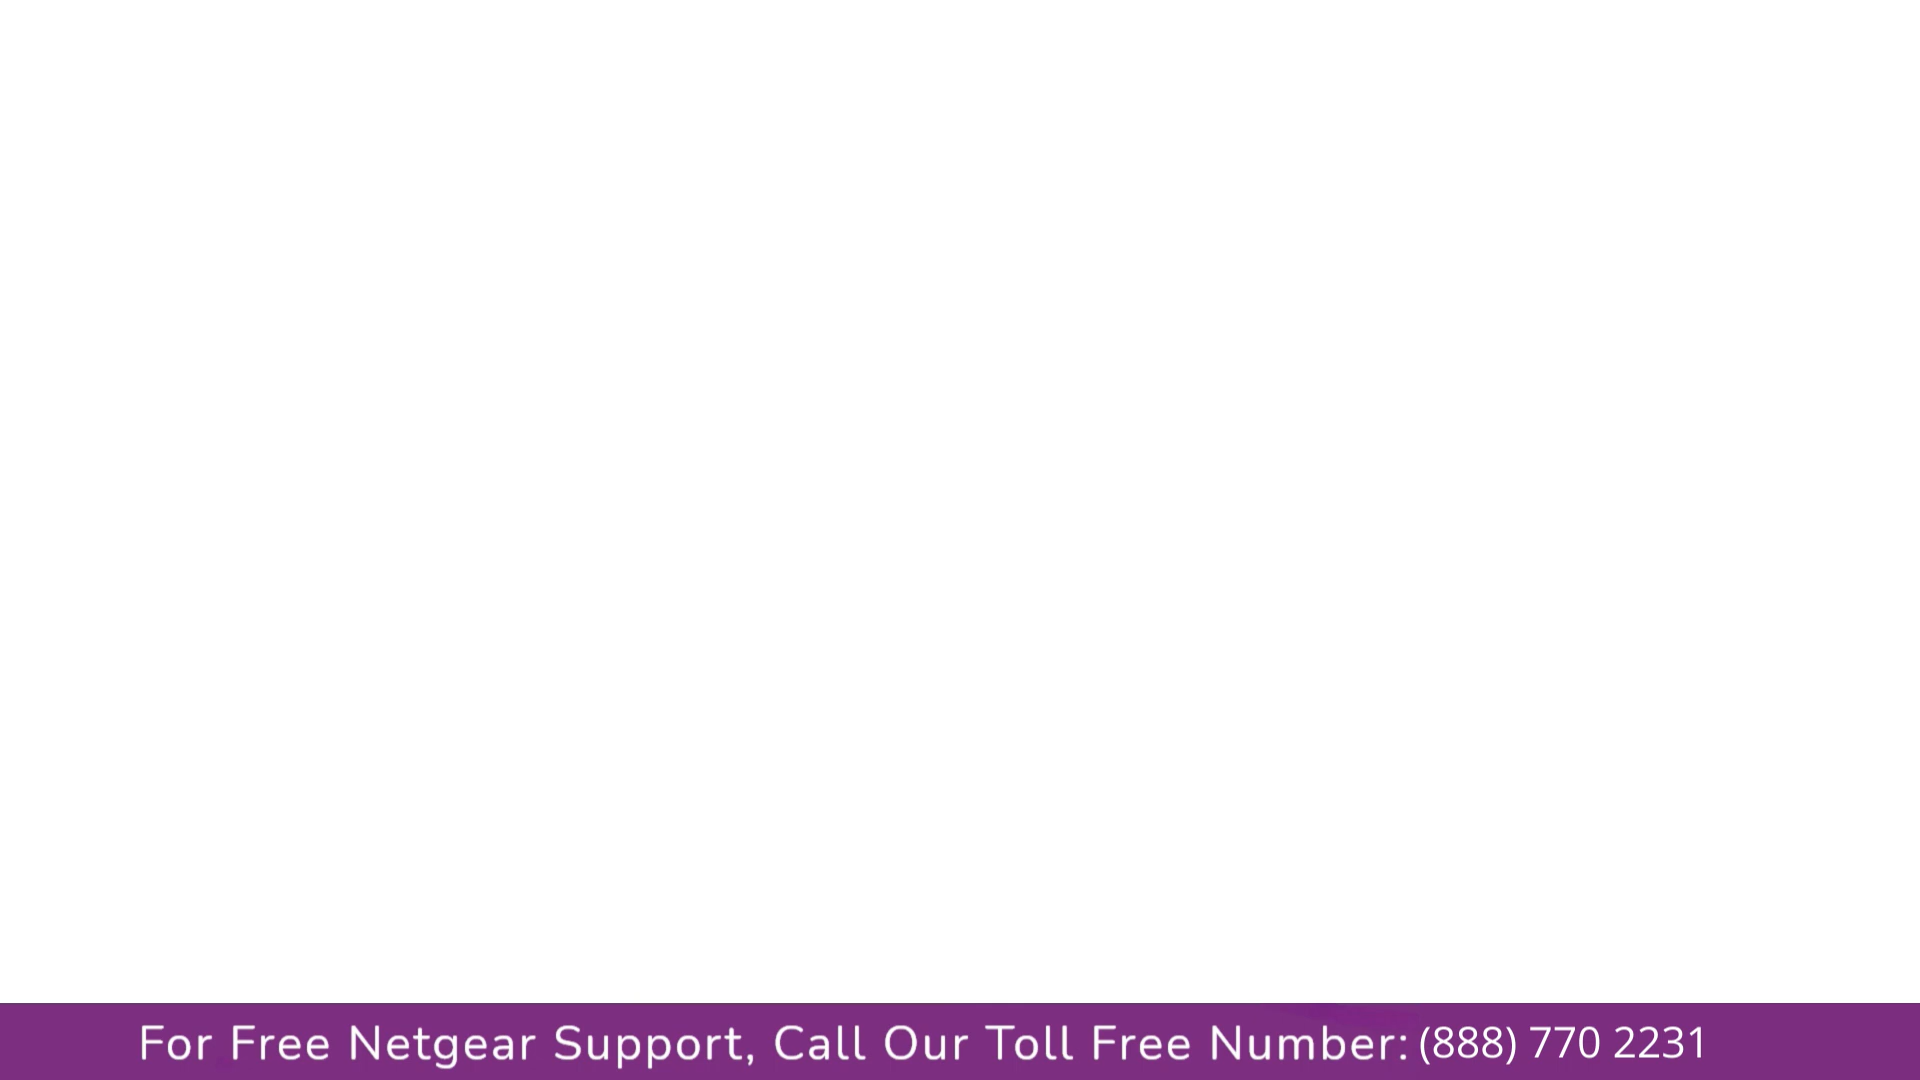 For Free Netgear Support, Call Our Toll Free Number: (888) 770 2231